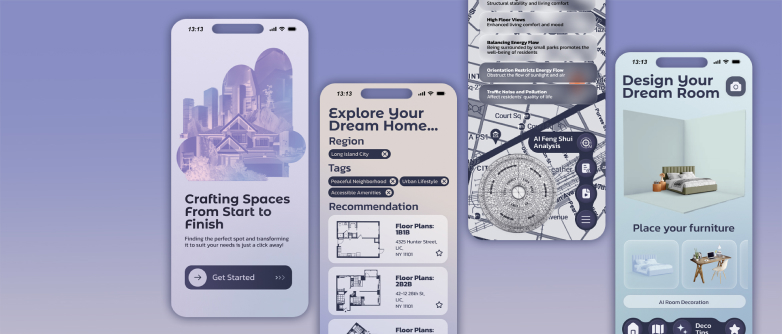 13:13
Crafting Spaces
From Start to
Finish
Finding the perfect spot and transforming
it to suit your needs is just a click away!
Get Started
13:13
Explore Your
Dream Home...
Region
Long Island City
Tags
Peaceful Neighborhood
Urban Lifestyle
Accessible Amenities
Recommendation
Floor Plans:
1B1B
4325 Hunter Street,
LIC,
NY 11101
Floor Plans:
2B2B
42-12 28th St,
LIC,
NY 11101
Floor Plans:
Structural stability and living comfort
High Floor Views
Enhanced living comfort and mood
Balancing Energy Flow
Being surrounded by small parks promotes the
well-being of residents
Orientation Restricts Energy Flow
Obstruct the flow of sunlight and air
Traffic Noise and Pollution
Affect residents' quality of life
Court Sq
AI Feng Shui
Analysis
13:13
Design Your
Dream Room
Place your furniture
AI Room Decoration
Deco
Tips